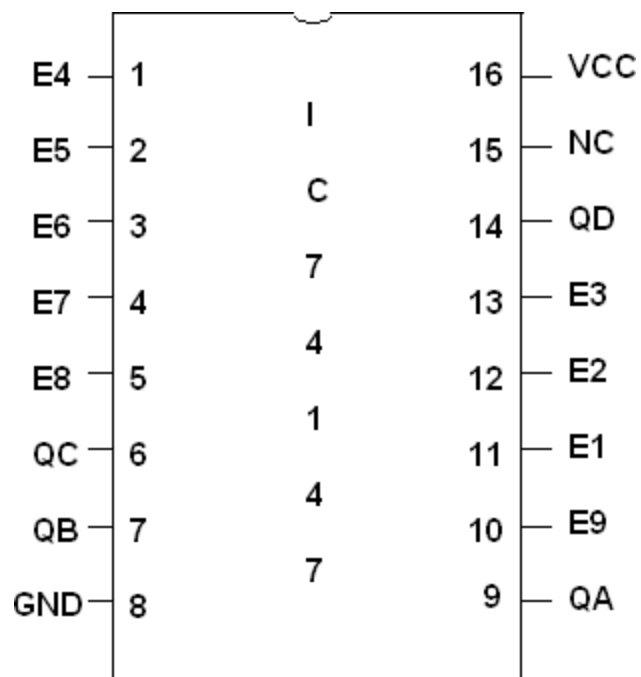 E4 1 16 VCC
I
E5 2 15 NC
C
E6 3 14 QD
7
E7 4 13 E3
4
E8 5 12 E2
1
QC 6 11 E1
4
QB 7 10 E9
7
GND 8 9 QA